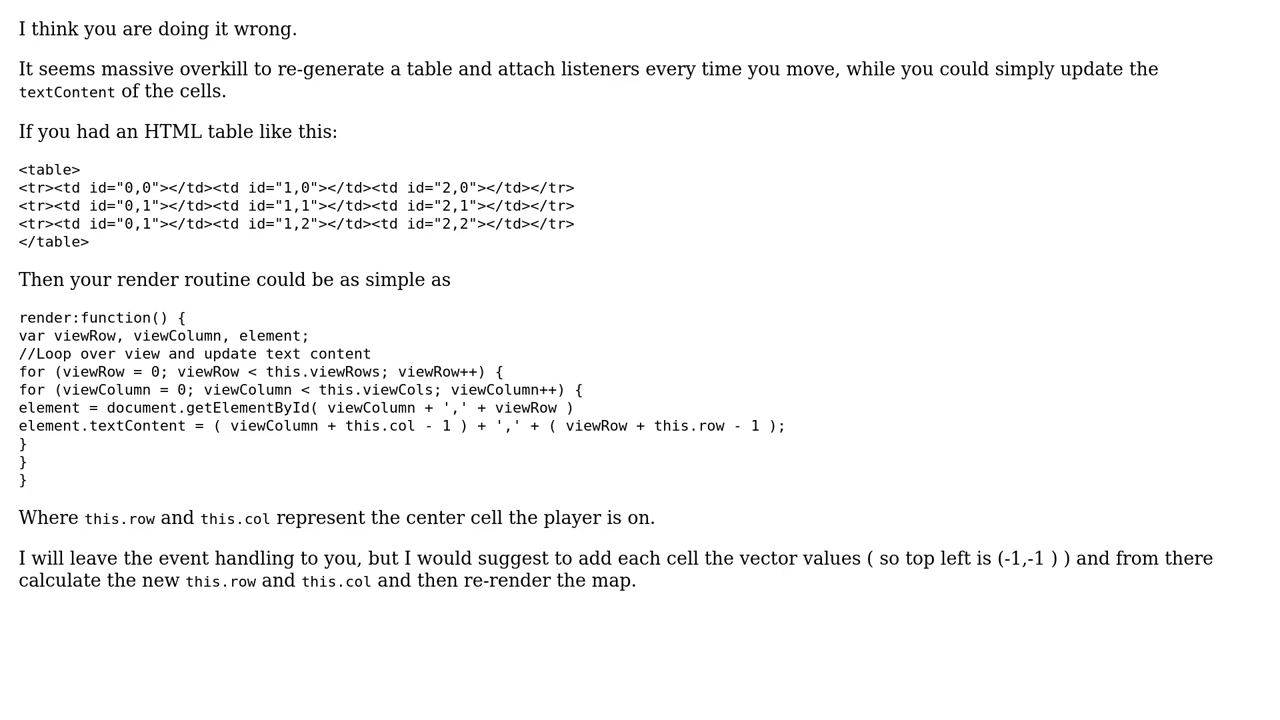 I think you are doing it wrong.
It seems massive overkill to re-generate a table and attach listeners every time you move, while you could simply update the
textContent of the cells.
If you had an HTML table like this:
<table>
<tr><td id="0,0"></td><td id="1,0"></td><td id="2,0"></td></tr>
<tr><td id="0,1"></td><td id="1,1"></td><td id="2,1"></td></tr>
<tr><td id="0,1"></td><td id="1,2"></td><td id="2,2"></td></tr>
</table>
Then your render routine could be as simple as
render:function() {
var viewRow, viewColumn, element;
//Loop over view and update text content
for (viewRow = 0; viewRow < this.viewRows; viewRow++) {
for (viewColumn = 0; viewColumn < this.viewCols; viewColumn++) {
element = document.getElementById( viewColumn + ',' + viewRow )
element.textContent = ( viewColumn + this.col - 1 ) + ',' + ( viewRow + this.row - 1 );
}
}
}
Where this.row and this.col represent the center cell the player is on.
I will leave the event handling to you, but I would suggest to add each cell the vector values ( so top left is (-1,-1 ) ) and from there
calculate the new this.row and this.col and then re-render the map.